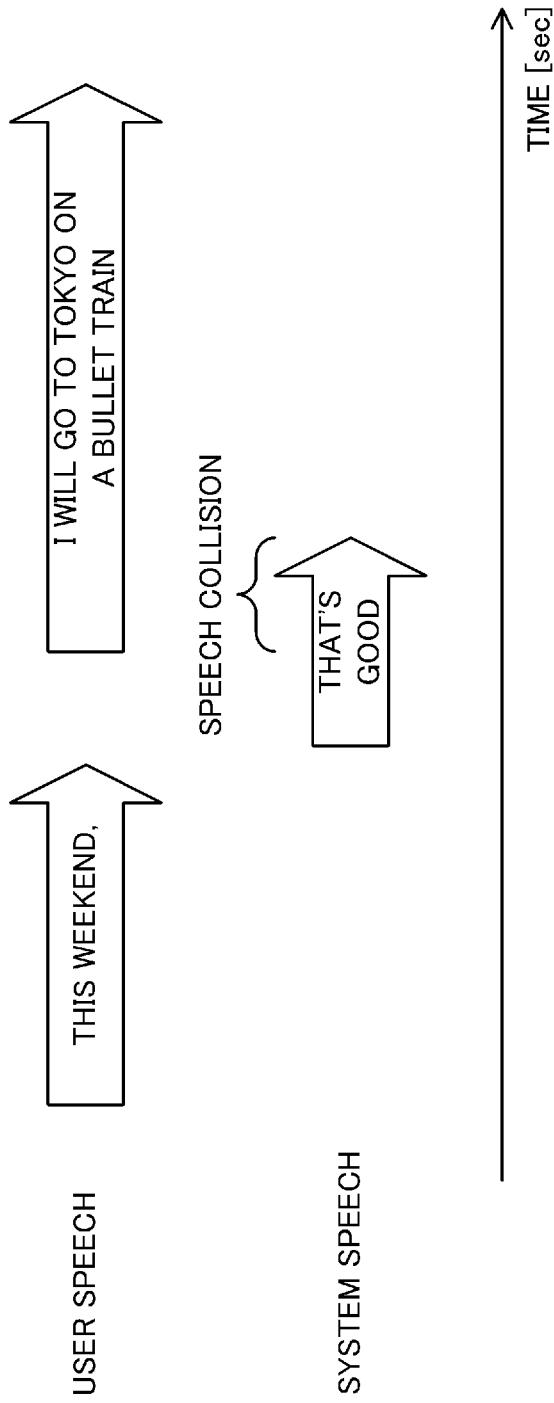 USER SPEECH
THIS WEEKEND,
I WILL GO TO TOKYO ON
A BULLET TRAIN
SPEECH COLLISION
SYSTEM SPEECH
THAT'S
GOOD
TIME [sec]